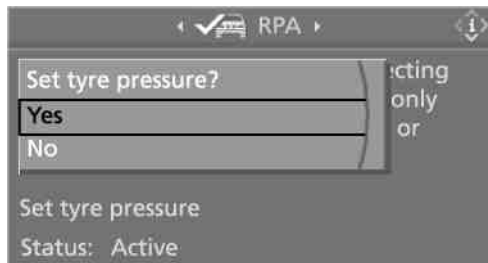 RPA
i
Set tyre pressure?
ecting
Yes
only
No
or
Set tyre pressure
Status: Active